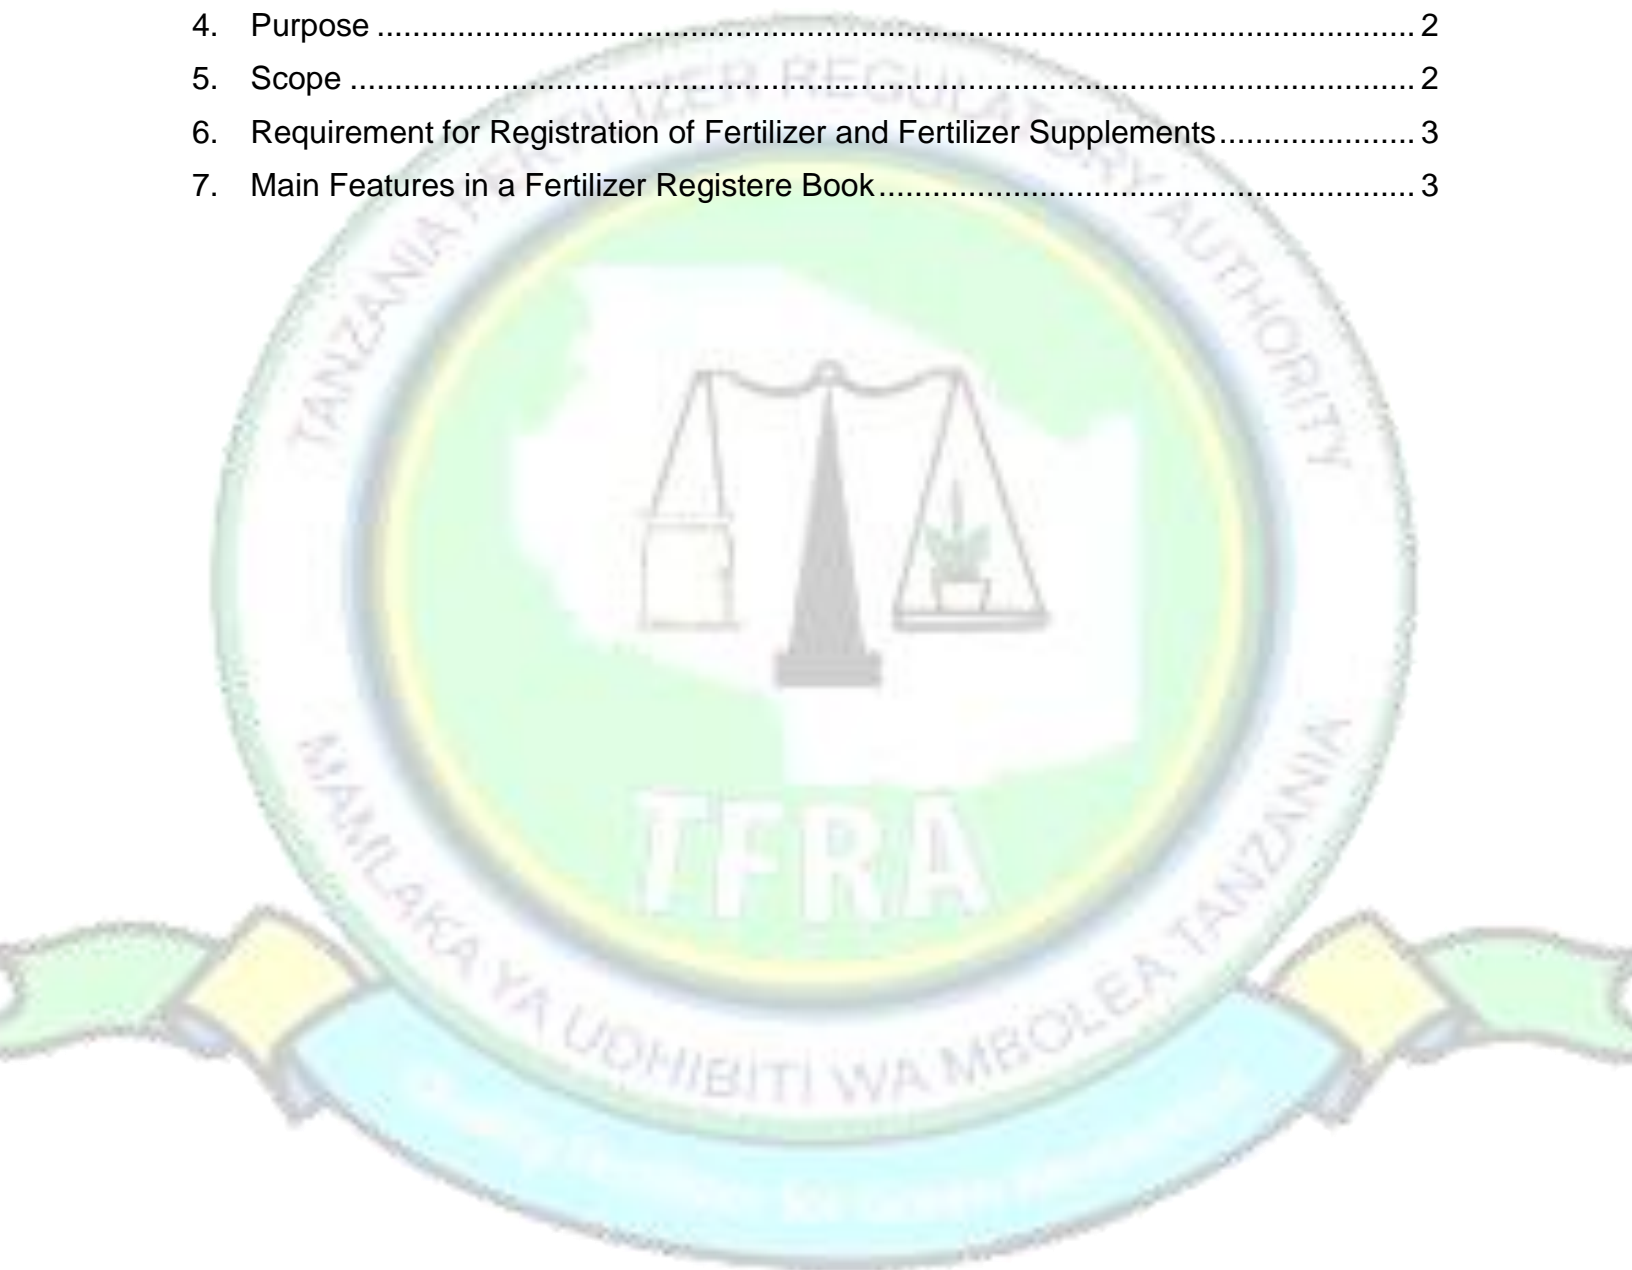 4. Purpose ........................................................................................................................ 2
5. Scope ........................................................................................................................... 2
6. Requirement for Registration of Fertilizer and Fertilizer Supplements ...................... 3
7. Main Features in a Fertilizer Registere Book .............................................................. 3
TANZANIA FERTILIZER REGULATORY AUTHORITY
TFRA
MAMLAKA YA UDHIBITI WA MBOLEA TANZANIA